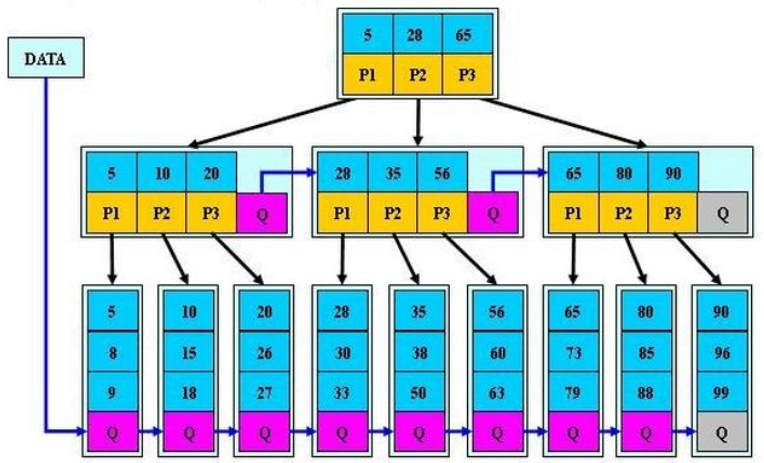 5 28 65
DATA
P1 P2 P3
5 10 20
28 35 56
65 80 90
P1 P2 P3 Q
P1 P2 P3 Q
P1 P2 P3 Q
5 10 20 28 35 56 65 80 90
8 15 26 30 38 60 73 85 96
9 18 27 33 50 63 79 88 99
Q Q Q Q Q Q Q Q Q